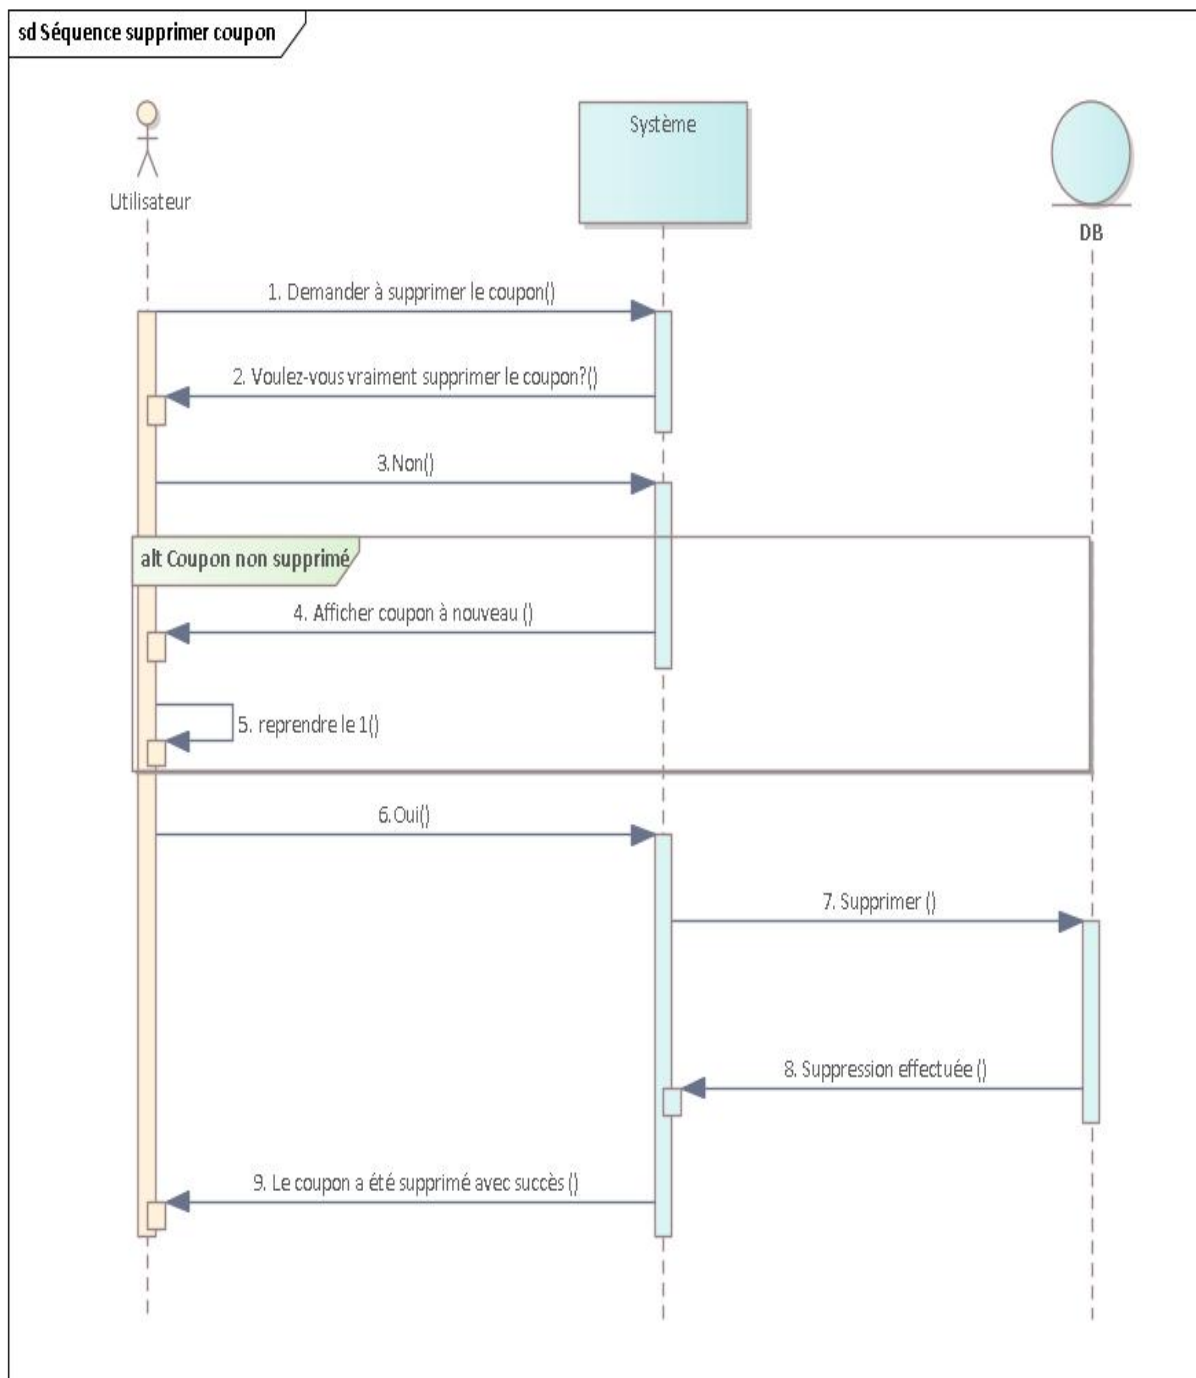 sd Séquence supprimer coupon
Utilisateur
Système
DB
1. Demander à supprimer le coupon()
2. Voulez-vous vraiment supprimer le coupon?()
3.Non()
alt Coupon non supprimé
4. Afficher coupon à nouveau ()
5. reprendre le 1()
6.Oui()
7. Supprimer ()
8. Suppression effectuée ()
9. Le coupon a été supprimé avec succès ()